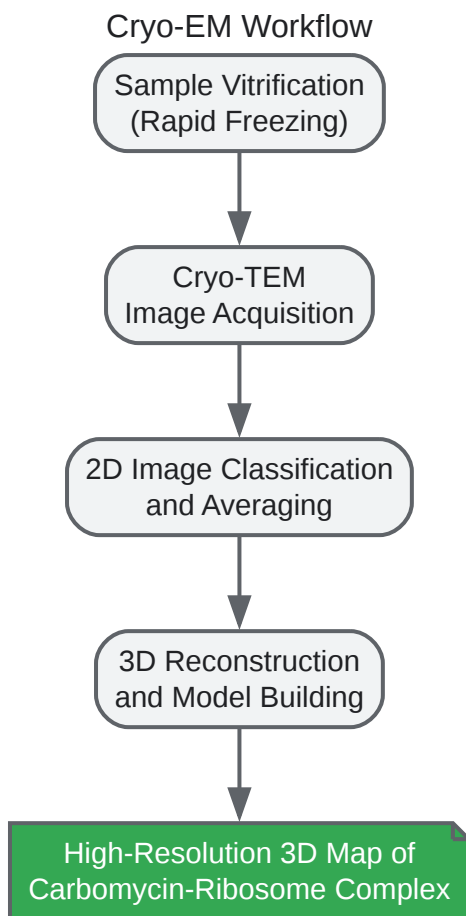 Cryo-EM Workflow
Sample Vitrification
(Rapid Freezing)
Cryo-TEM
Image Acquisition
2D Image Classification
and Averaging
3D Reconstruction
and Model Building
High-Resolution 3D Map of
Carbomycin-Ribosome Complex